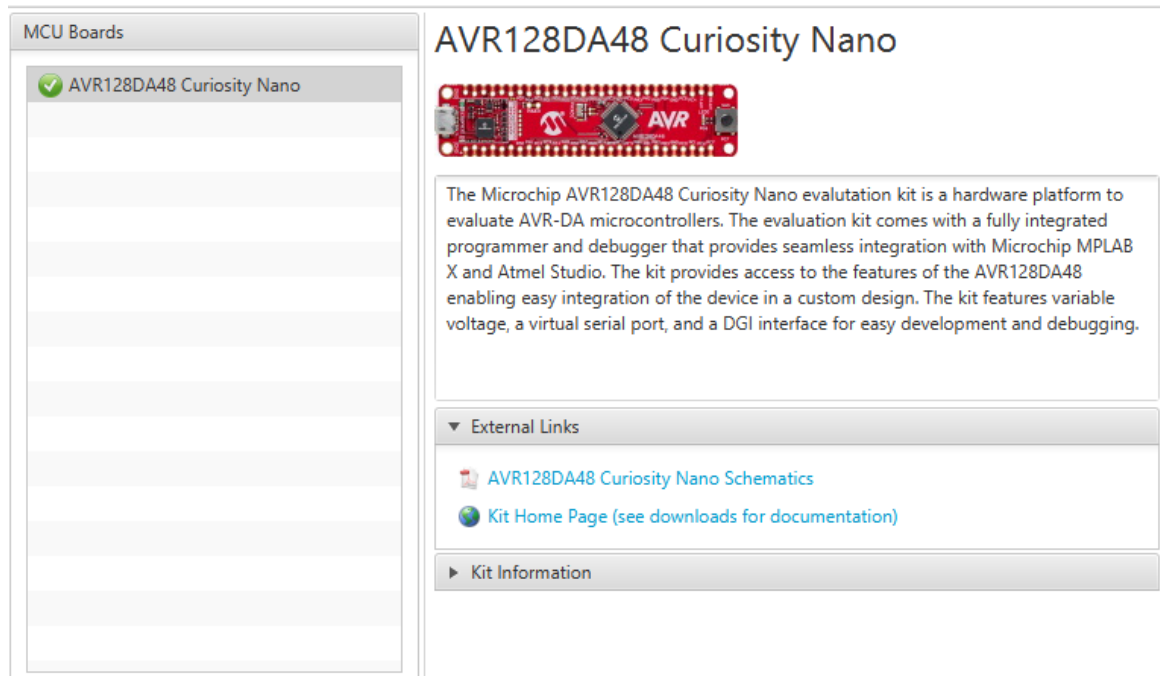 MCU Boards
AVR128DA48 Curiosity Nano
AVR128DA48 Curiosity Nano
AVR
The Microchip AVR128DA48 Curiosity Nano evalutation kit is a hardware platform to
evaluate AVR-DA microcontrollers. The evaluation kit comes with a fully integrated
programmer and debugger that provides seamless integration with Microchip MPLAB
X and Atmel Studio. The kit provides access to the features of the AVR128DA48
enabling easy integration of the device in a custom design. The kit features variable
voltage, a virtual serial port, and a DGI interface for easy development and debugging.
External Links
AVR128DA48 Curiosity Nano Schematics
Kit Home Page (see downloads for documentation)
Kit Information